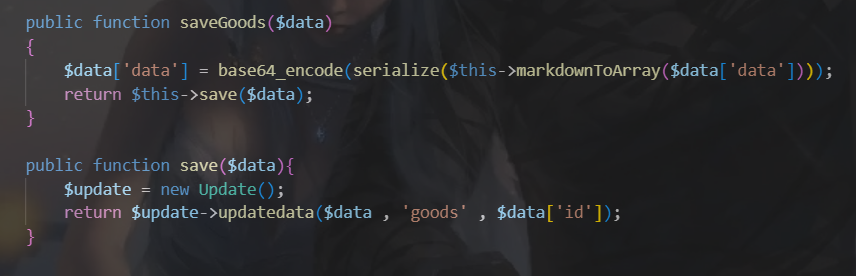 public function saveGoods($data)
{
    $data['data'] = base64_encode(serialize($this->markdownToArray($data['data'])));
    return $this->save($data);
}

public function save($data){
    $update = new Update();
    return $update->updatedata($data , 'goods' , $data['id']);
}